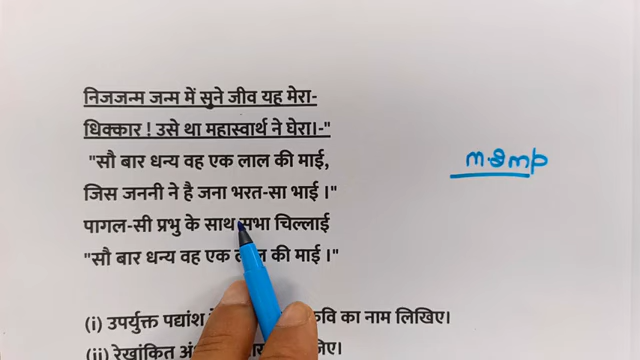 निजजन्म जन्म में सुने जीव यह मेरा-
धिक्कार ! उसे था महास्वार्थ ने घेरा।-"
"सौ बार धन्य वह एक लाल की माई,
जिस जननी ने है जना भरत-सा भाई ।"
पागल-सी प्रभु के साथ सभा चिल्लाई
"सौ बार धन्य वह एक लाल की माई ।"
(i) उपर्युक्त पद्यांश कवि का नाम लिखिए।
(ii) रेखांकित